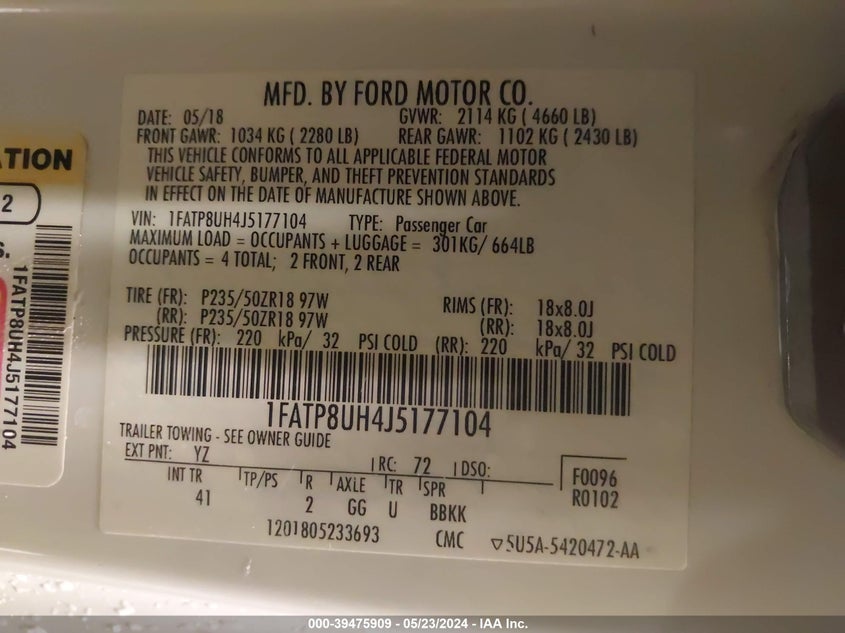 MFD. BY FORD MOTOR CO.
DATE: 05/18 GVWR: 2114 KG ( 4660 LB)
FRONT GAWR: 1034 KG ( 2280 LB) REAR GAWR: 1102 KG ( 2430 LB)
THIS VEHICLE CONFORMS TO ALL APPLICABLE FEDERAL MOTOR
VEHICLE SAFETY, BUMPER, AND THEFT PREVENTION STANDARDS
IN EFFECT ON THE DATE OF MANUFACTURE SHOWN ABOVE.
VIN: 1FATP8UH4J5177104 TYPE: Passenger Car
MAXIMUM LOAD = OCCUPANTS + LUGGAGE = 301KG/ 664LB
OCCUPANTS = 4 TOTAL; 2 FRONT, 2 REAR
TIRE (FR): P235/50ZR18 97W RIMS (FR): 18x8.0J
(RR): P235/50ZR18 97W (RR): 18x8.0J
PRESSURE (FR): 220 kPa/ 32 PSI COLD (RR): 220 kPa/ 32 PSI COLD
1FATP8UH4J5177104
TRAILER TOWING - SEE OWNER GUIDE
EXT PNT: YZ RC: 72 DSO:
INT TR TP/PS R AXLE TR SPR
41 2 GG U BBKK
F0096
R0102
1201805233693 CMC ▽5U5A-5420472-AA
ATION
2
S.
1FATP8UH4J5177104
000-39475909 - 05/23/2024 - IAA Inc.